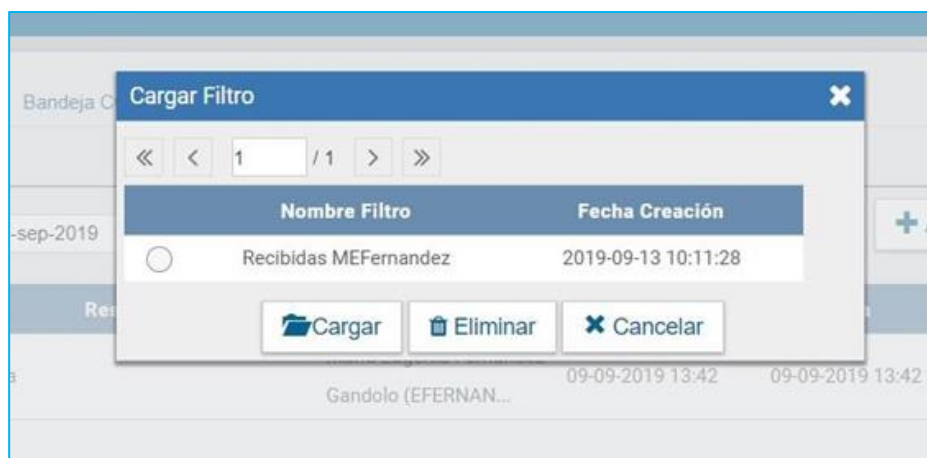 Bandeja
Cargar Filtro
1 / 1
Nombre Filtro Fecha Creación
-sep-2019
Recibidas MEFernandez 2019-09-13 10:11:28
Cargar Eliminar Cancelar
09-09-2019 13:42 09-09-2019 13:42
Gandolo (EFERNAN...